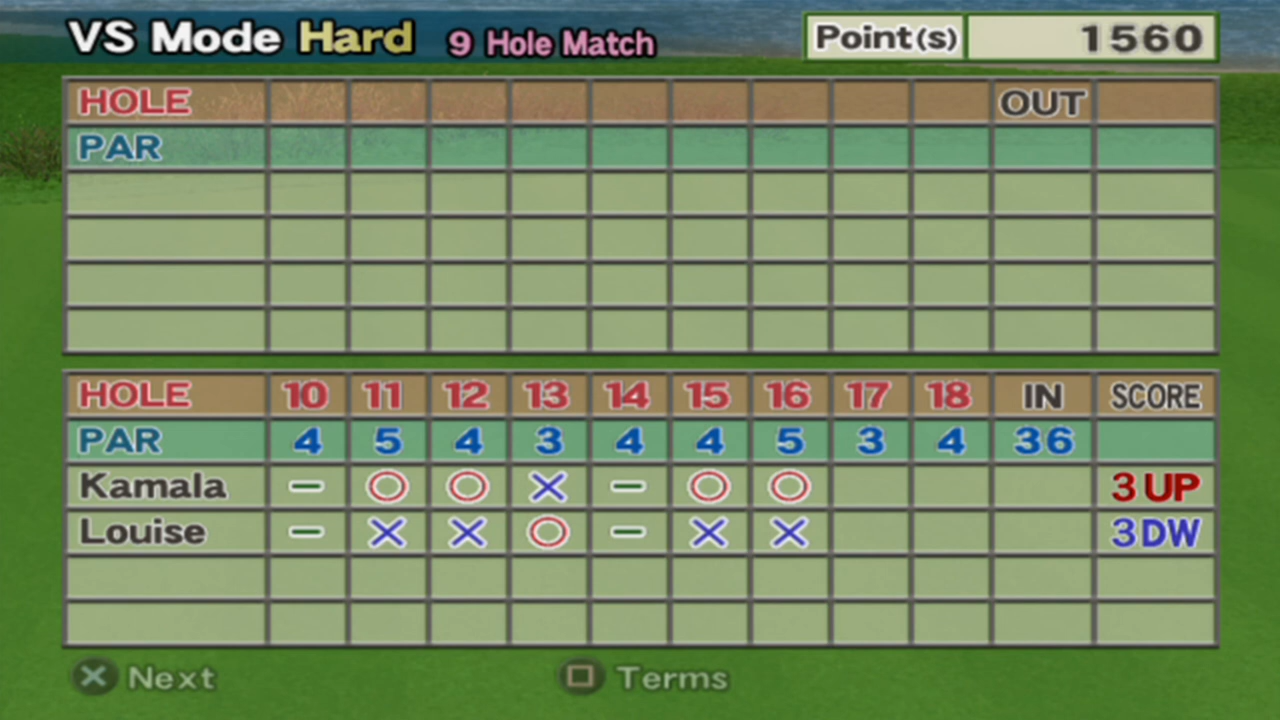 VS Mode Hard 9 Hole Match Point(s) 1560
HOLE OUT
PAR
HOLE 10 11 12 13 14 15 16 17 18 IN SCORE
PAR 4 5 4 3 4 4 5 3 4 36
Kamala – ○ ○ × – ○ ○ 3 UP
Louise – × × ○ – × × 3 DW
Next Terms